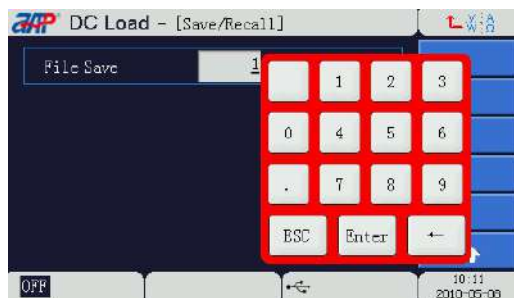 DC Load - [Save/Recall]
File Save 1
1 2 3
0 4 5 6
. 7 8 9
ESC Enter ←
OFF
10:11
2010-06-08